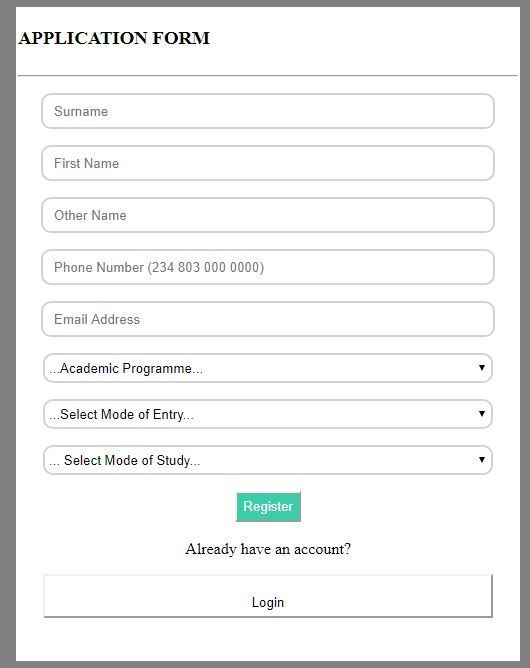 APPLICATION FORM
Surname
First Name
Other Name
Phone Number (234 803 000 0000)
Email Address
...Academic Programme...
...Select Mode of Entry...
... Select Mode of Study...
Register
Already have an account?
Login